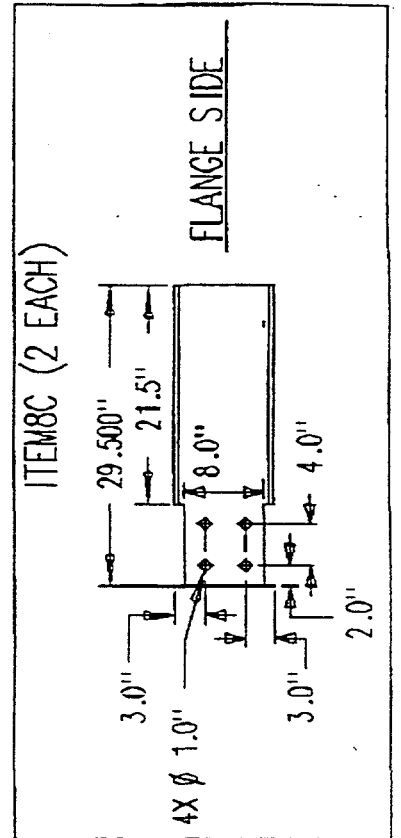 ITEM8C (2 EACH)
29.500"
21.5"
8.0"
4.0"
3.0"
4X Ø 1.0"
3.0"
2.0"
FLANGE SIDE